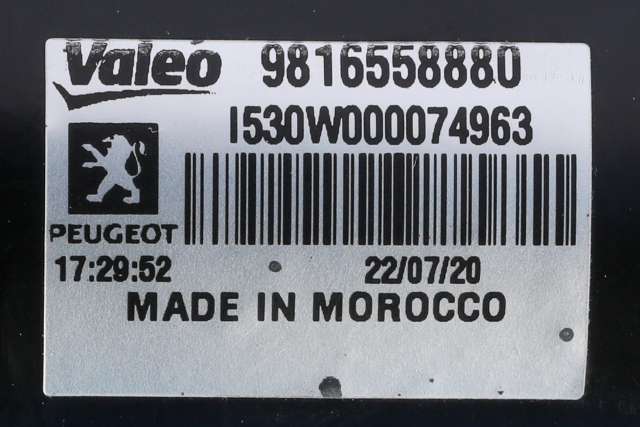 Valeo 9816558880
I530W000074963
PEUGEOT
17:29:52 22/07/20
MADE IN MOROCCO